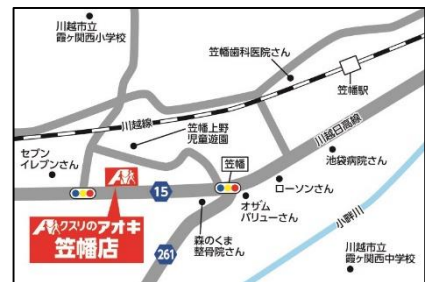 川越市立
霞ヶ関西小学校
笠幡歯科医院さん
笠幡駅
川越線
笠幡上野
児童遊園
川越日高線
セブン
イレブンさん
笠幡
池袋病院さん
15
ローソンさん
クスリのアオキ
笠幡店
オザム
バリューさん
森のくま
整骨院さん
261
小畔川
川越市立
霞ヶ関西中学校